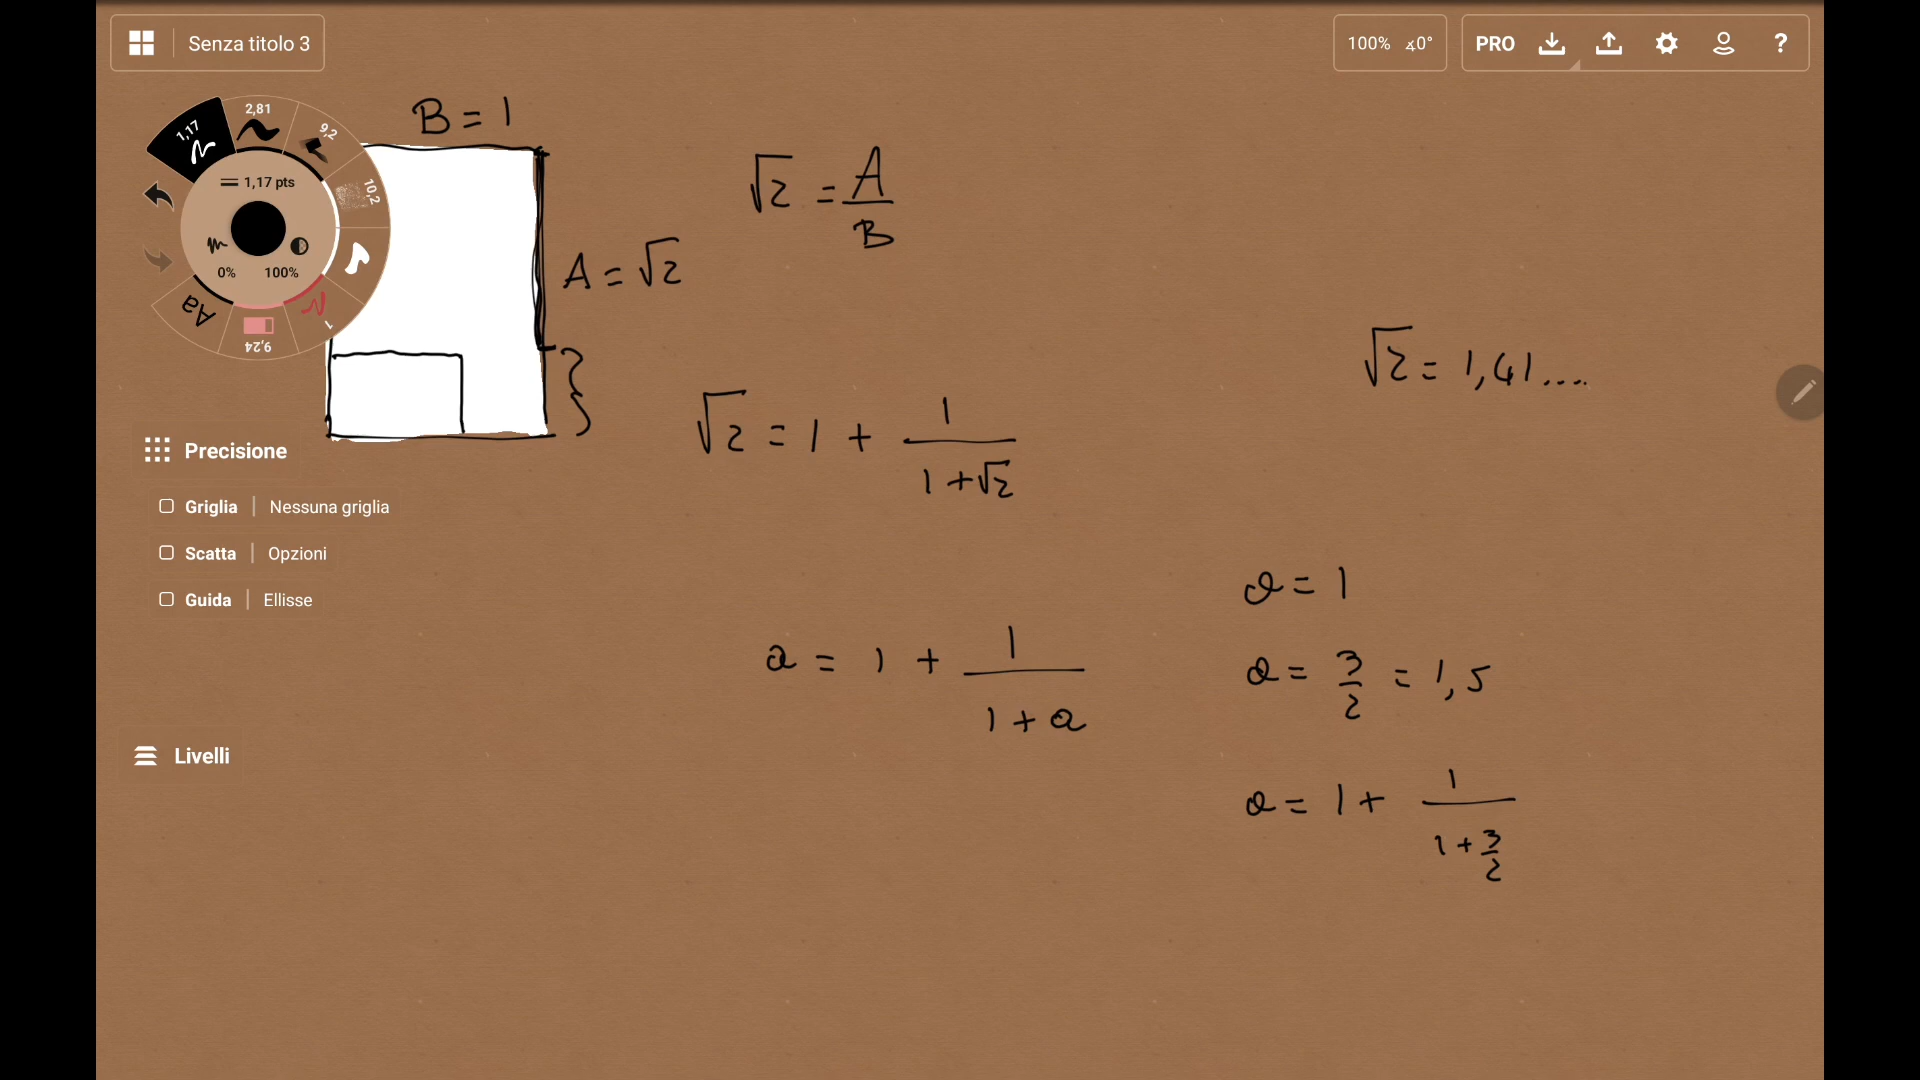 Senza titolo 3
100% ∡0°
PRO
?
B = 1
1,17
2,81
9,2
10,2
1
9,24
Aa
1,17 pts
0% 100%
√2 = A/B
A = √2
√2 = 1,41....
√2 = 1 + 1/(1+√2)
Precisione
Griglia | Nessuna griglia
Scatta | Opzioni
Guida | Ellisse
a = 1
a = 1 + 1/(1 + a)
a = 3/2 = 1,5
Livelli
a = 1 + 1/(1 + 3/2)